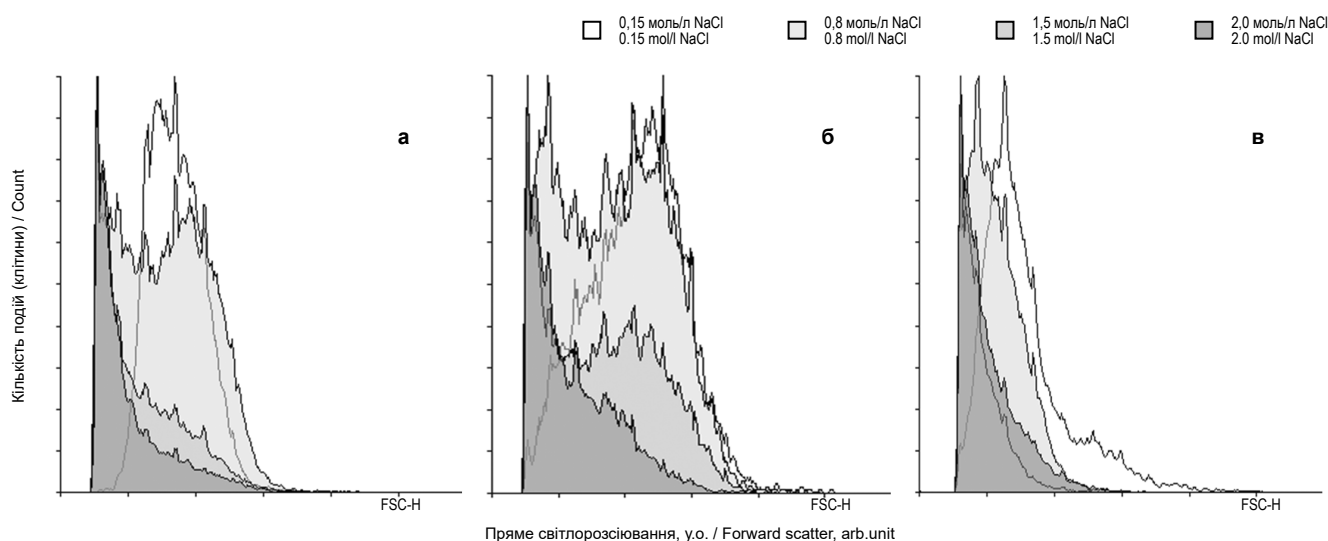 0,15 моль/л NaCl
0.15 mol/l NaCl
0,8 моль/л NaCl
0.8 mol/l NaCl
1,5 моль/л NaCl
1.5 mol/l NaCl
2,0 моль/л NaCl
2.0 mol/l NaCl
а
б
в
Кількість подій (клітини) / Count
FSC-H
FSC-H
FSC-H
Пряме світлорозсіювання, у.о. / Forward scatter, arb.unit